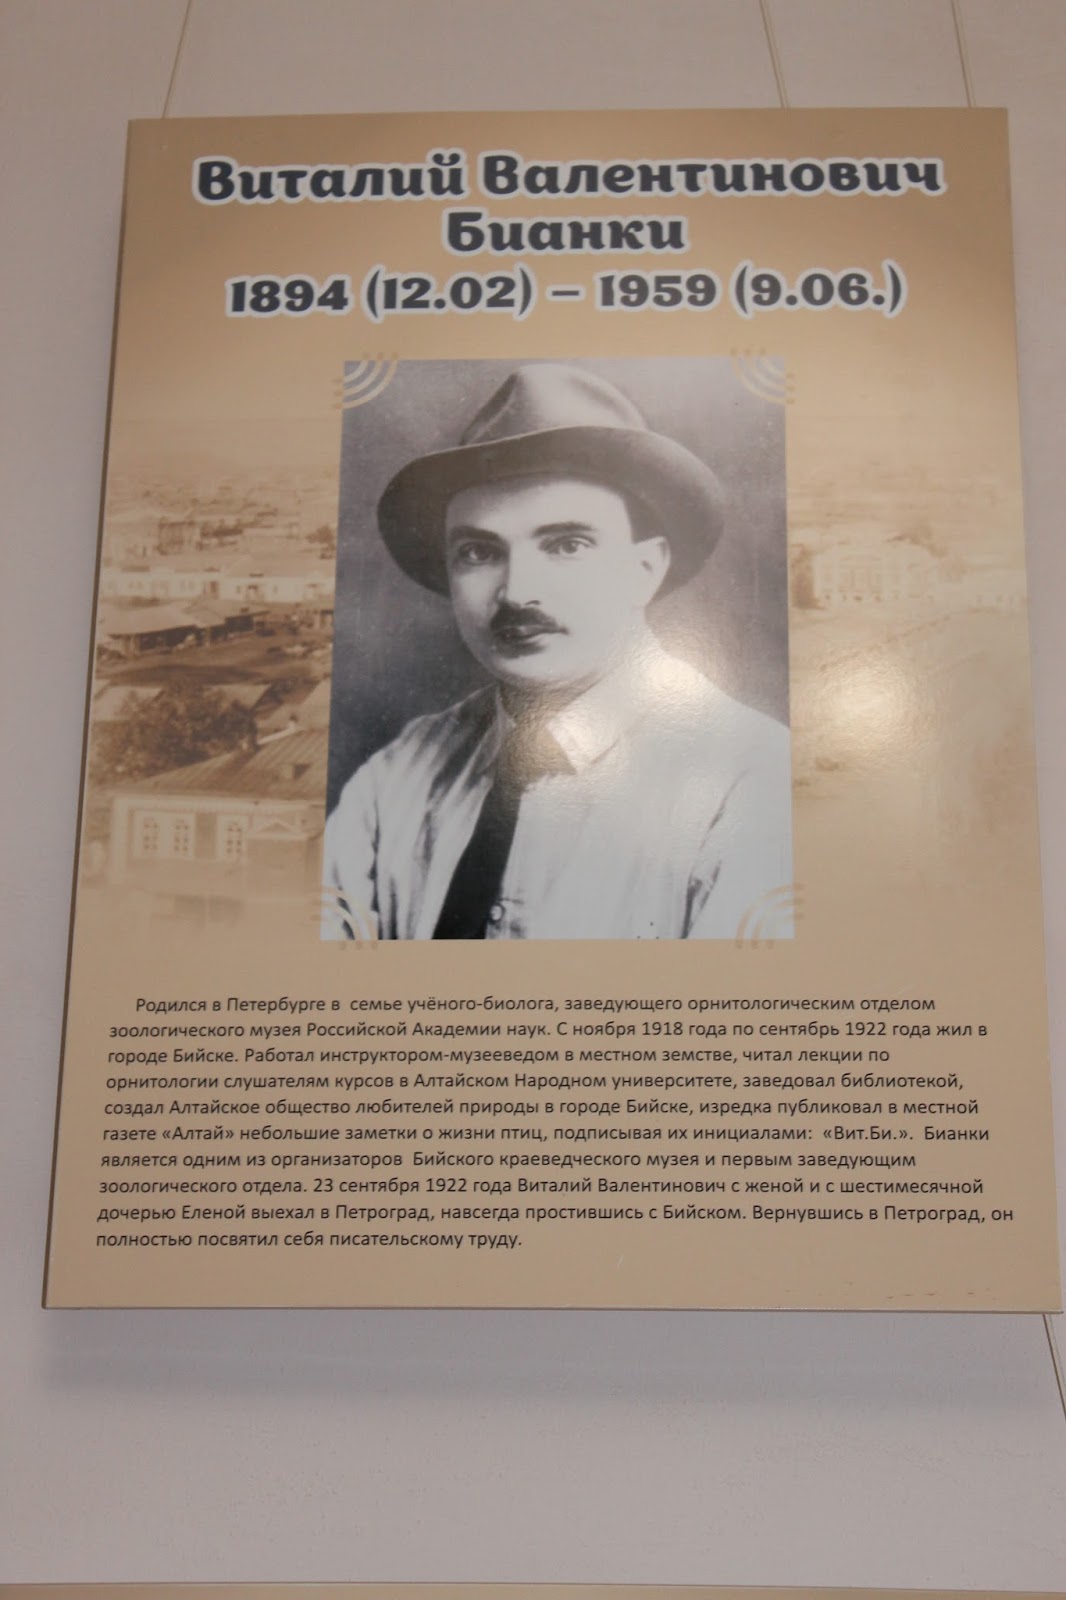 Виталий Валентинович
Бианки
1894 (12.02) – 1959 (9.06.)
Родился в Петербурге в семье учёного-биолога, заведующего орнитологическим отделом
зоологического музея Российской Академии наук. С ноября 1918 года по сентябрь 1922 года жил в
городе Бийске. Работал инструктором-музееведом в местном земстве, читал лекции по
орнитологии слушателям курсов в Алтайском Народном университете, заведовал библиотекой,
создал Алтайское общество любителей природы в городе Бийске, изредка публиковал в местной
газете «Алтай» небольшие заметки о жизни птиц, подписывая их инициалами: «Вит.Би.». Бианки
является одним из организаторов Бийского краеведческого музея и первым заведующим
зоологического отдела. 23 сентября 1922 года Виталий Валентинович с женой и с шестимесячной
дочерью Еленой выехал в Петроград, навсегда простившись с Бийском. Вернувшись в Петроград, он
полностью посвятил себя писательскому труду.